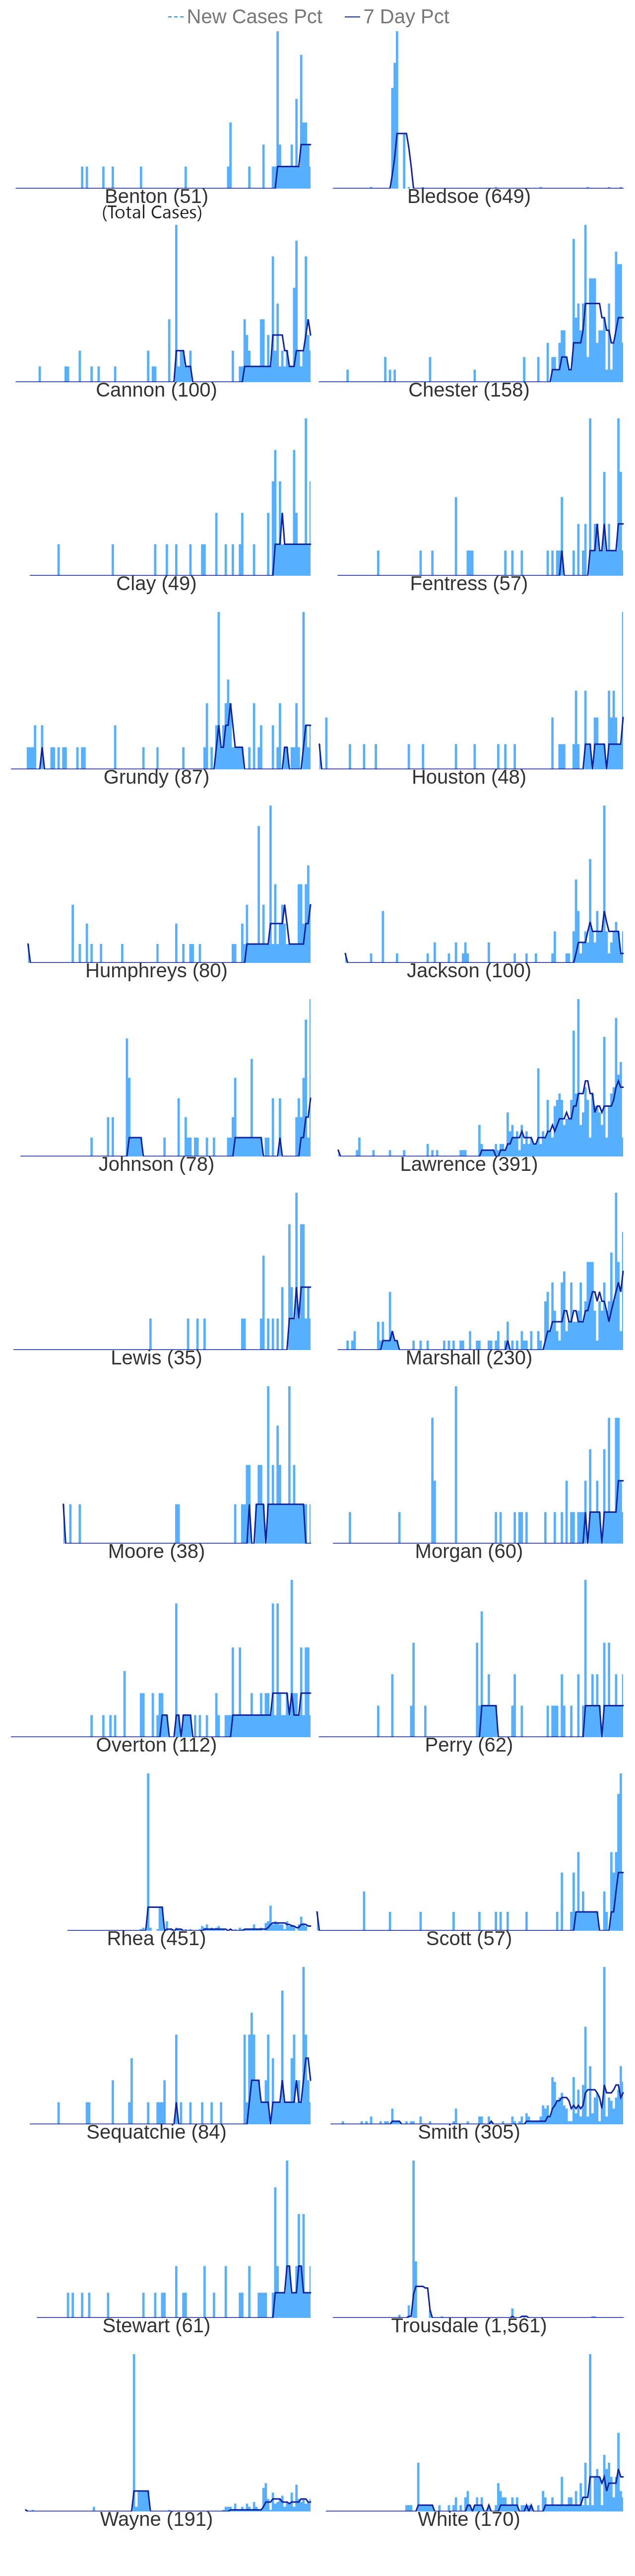 New Cases Pct 7 Day Pct
Benton (51) Bledsoe (649)
(Total Cases)
Cannon (100) Chester (158)
Clay (49) Fentress (57)
Grundy (87) Houston (48)
Humphreys (80) Jackson (100)
Johnson (78) Lawrence (391)
Lewis (35) Marshall (230)
Moore (38) Morgan (60)
Overton (112) Perry (62)
Rhea (451) Scott (57)
Sequatchie (84) Smith (305)
Stewart (61) Trousdale (1,561)
Wayne (191) White (170)